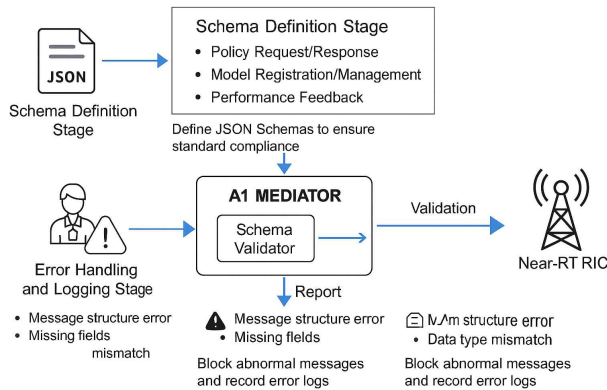 JSON
Schema Definition
Stage
Schema Definition Stage
• Policy Request/Response
• Model Registration/Management
• Performance Feedback
Define JSON Schemas to ensure
standard compliance
A1 MEDIATOR
Schema
Validator
Validation
Near-RT RIC
!
Error Handling
and Logging Stage
• Message structure error
• Missing fields
mismatch
Report
Message structure error
• Missing fields
Block abnormal messages
and record error logs
structure error
• Data type mismatch
Block abnormal messages
and record error logs